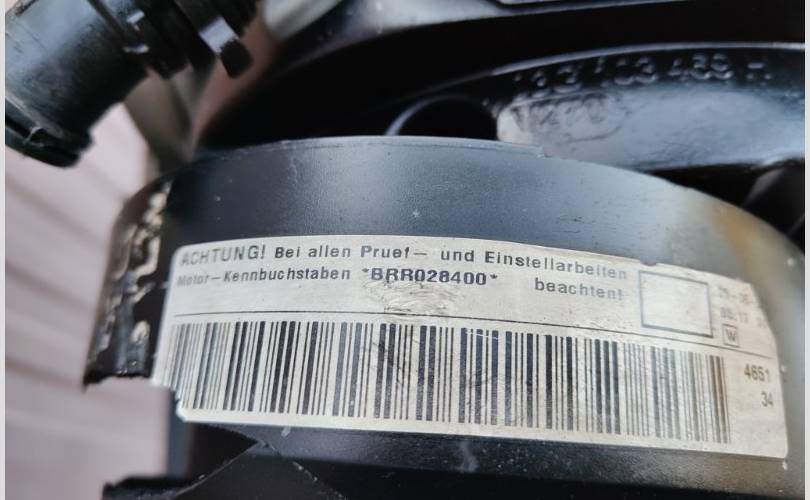 ACHTUNG! Bei allen Pruef- und Einstellarbeiten
Motor-Kennbuchstaben *BRR028400* beachten!
W
4651
34